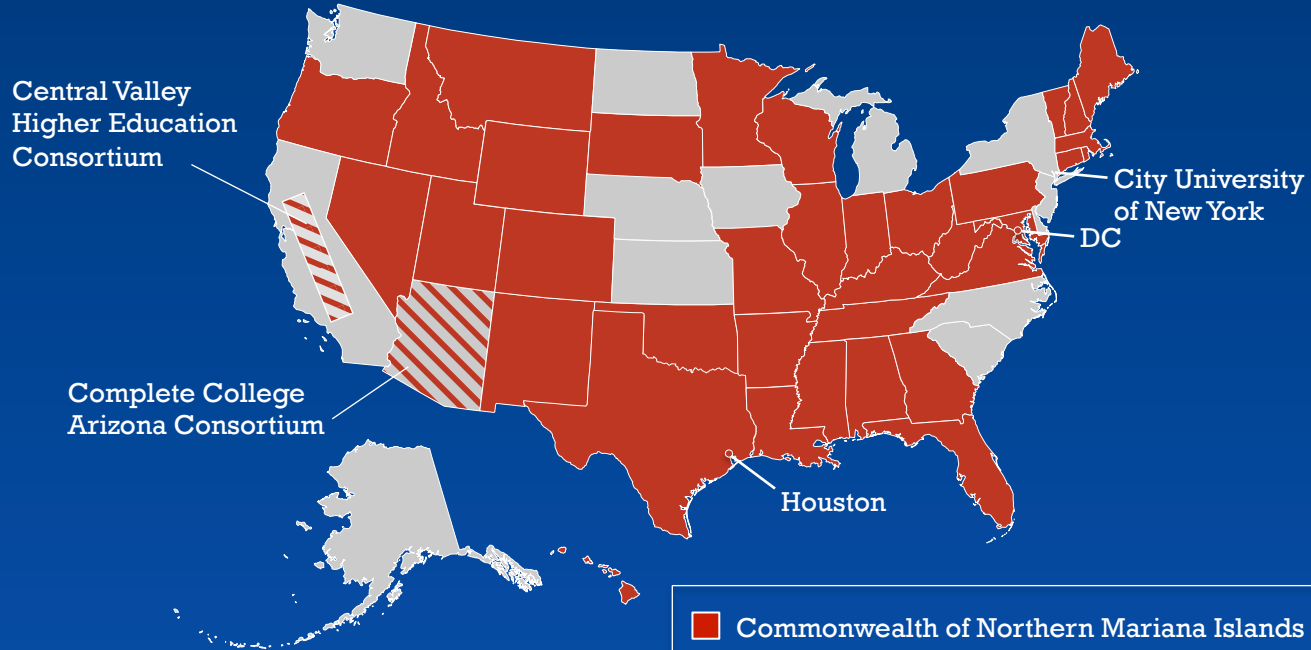 Central Valley
Higher Education
Consortium
City University
of New York
DC
Complete College
Arizona Consortium
Houston
Commonwealth of Northern Mariana Islands